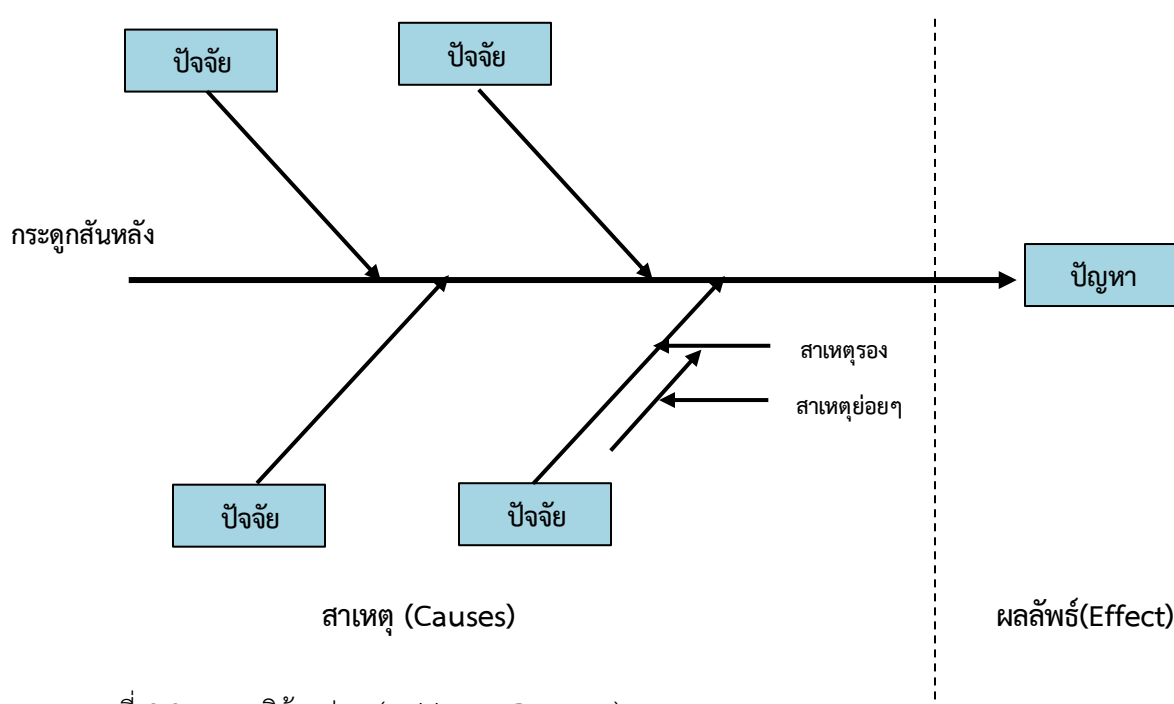 ปัจจัย
ปัจจัย
กระดูกสันหลัง
ปัญหา
สาเหตุรอง
สาเหตุย่อยๆ
ปัจจัย
ปัจจัย
สาเหตุ (Causes)
ผลลัพธ์(Effect)